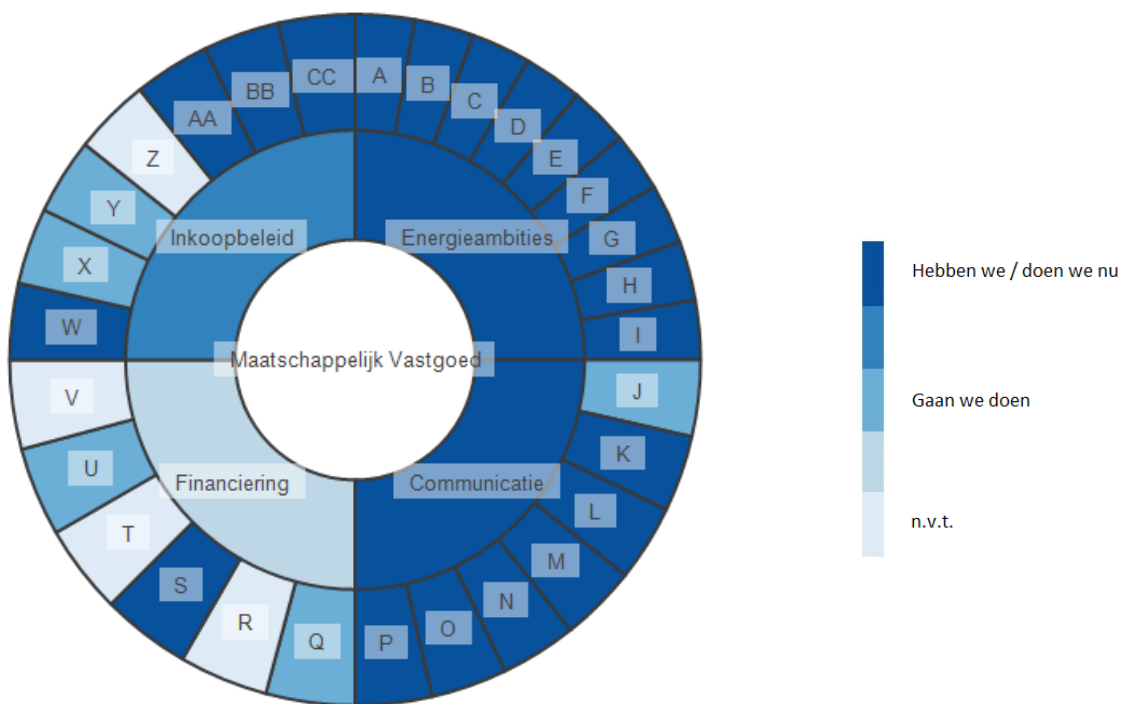 CC
A
BB
B
C
AA
D
Z
E
F
Y
Inkoopbeleid
Energieambities
G
X
H
W
I
Maatschappelijk Vastgoed
V
J
K
U
Financiering
Communicatie
L
T
M
S
N
R
O
Q
P
Hebben we / doen we nu
Gaan we doen
n.v.t.